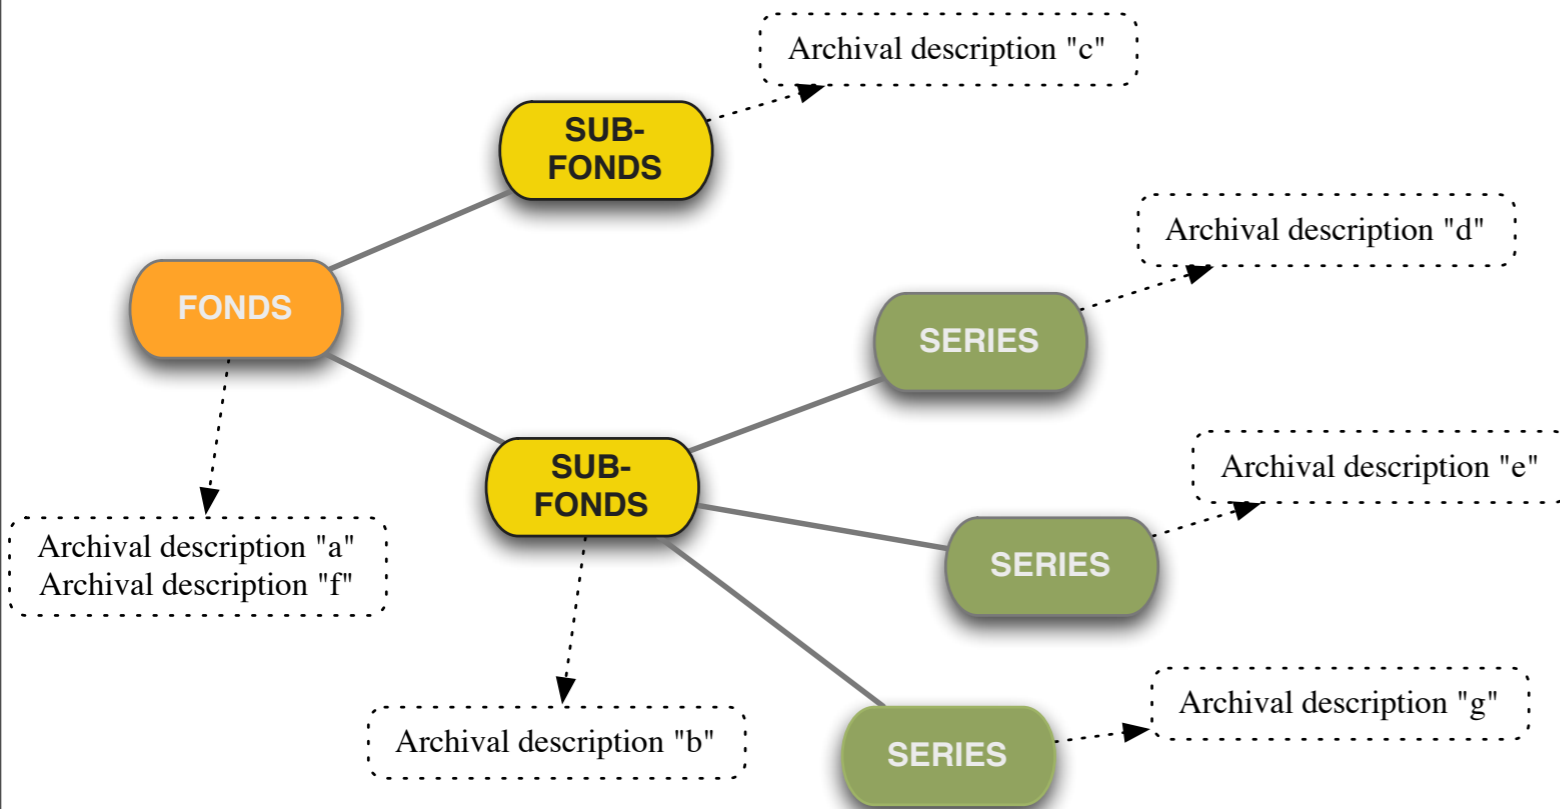 Archival description "c"
SUB-
FONDS
Archival description "d"
FONDS
SERIES
SUB-
FONDS
Archival description "e"
Archival description "a"
Archival description "f"
SERIES
Archival description "b"
Archival description "g"
SERIES